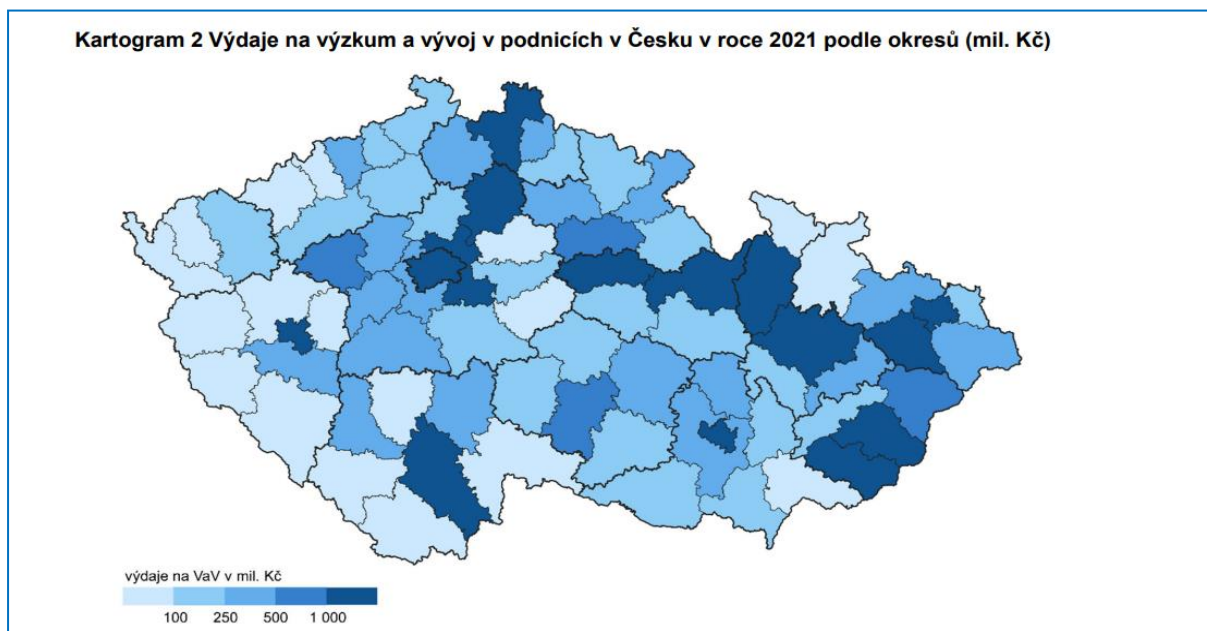 Kartogram 2 Výdaje na výzkum a vývoj v podnicích v Česku v roce 2021 podle okresů (mil. Kč)
výdaje na VaV v mil. Kč
100 250 500 1 000